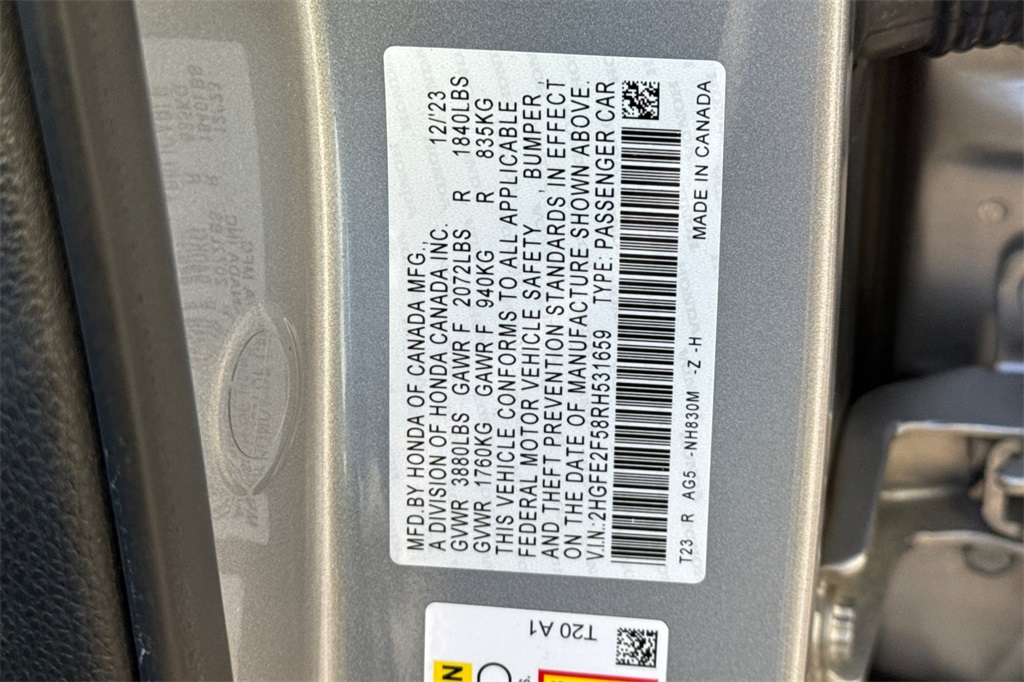 MFD.BY HONDA OF CANADA MFG., 12/'23
A DIVISION OF HONDA CANADA INC.
GVWR 3880LBS GAWR F 2072LBS R 1840LBS
GVWR 1760KG GAWR F 940KG R 835KG
THIS VEHICLE CONFORMS TO ALL APPLICABLE
FEDERAL MOTOR VEHICLE SAFETY , BUMPER ,
AND THEFT PREVENTION STANDARDS IN EFFECT
ON THE DATE OF MANUFACTURE SHOWN ABOVE.
V.IN.:2HGFE2F58RH531659 TYPE: PASSENGER CAR
T23 R AG5 -NH830M -Z -H MADE IN CANADA
T20 A1